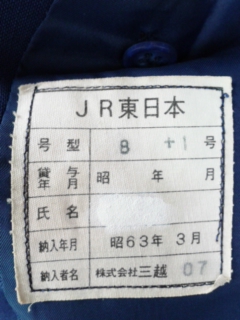 JR東日本
号型 B +1 号
貸与年月 昭 年 月
氏名
納入年月 昭63年 3月
納入者名 株式会社三越 07